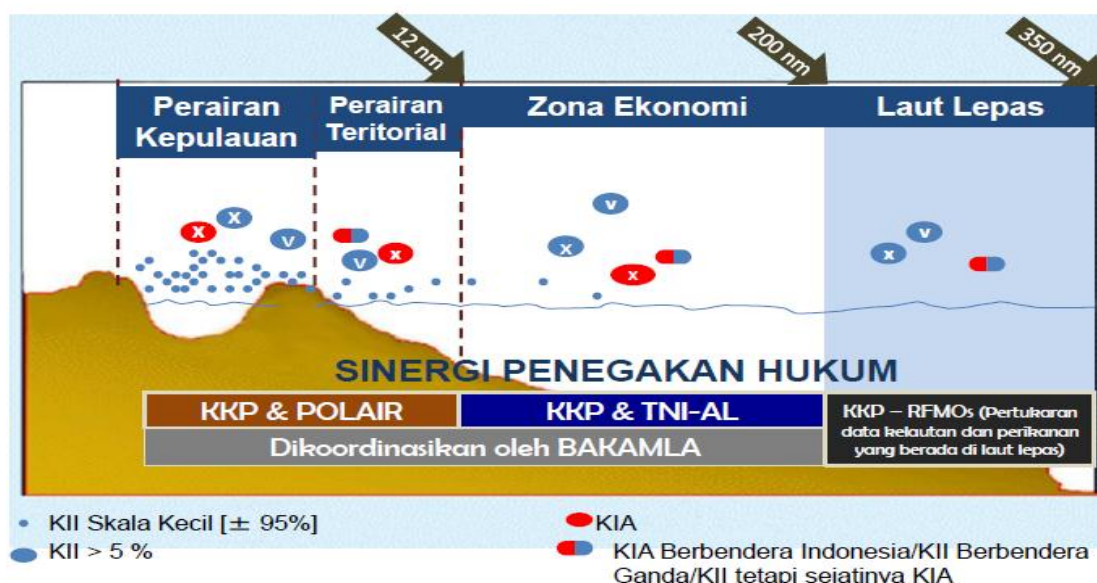 12 nm
200 nm
350 nm
Perairan
Kepulauan
Perairan
Teritorial
Zona Ekonomi
Laut Lepas
X
X
V
V
X
X
V
X
X
V
SINERGI PENEGAKAN HUKUM
KKP & POLAIR
KKP & TNI-AL
Dikoordinasikan oleh BAKAMLA
KKP – RFMOs (Pertukaran
data kelautan dan perikanan
yang berada di laut lepas)
KII Skala Kecil [± 95%]
KII > 5 %
KIA
KIA Berbendera Indonesia/KII Berbendera
Ganda/KII tetapi sejatinya KIA